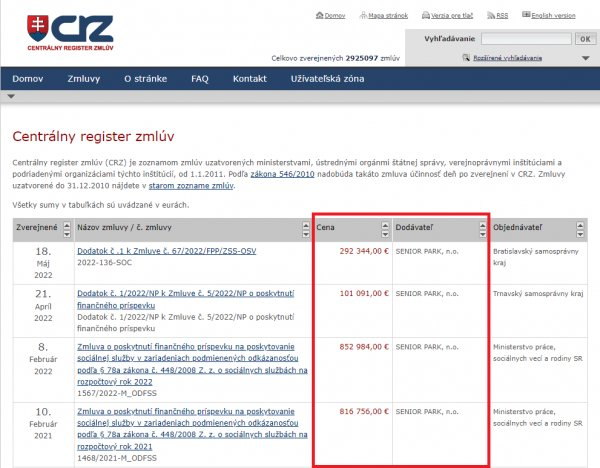 Domov Mapa stránok Verzia pre tlač RSS English version
CRZ
CENTRÁLNY REGISTER ZMLÚV
Vyhľadávanie OK
Celkovo zverejnených 2925097 zmlúv Rozšírené vyhľadávanie
Domov Zmluvy O stránke FAQ Kontakt Užívateľská zóna
Centrálny register zmlúv
Centrálny register zmlúv (CRZ) je zoznamom zmlúv uzatvorených ministerstvami, ústrednými orgánmi štátnej správy, verejnoprávnymi inštitúciami a
podriadenými organizáciami týchto inštitúcií, od 1.1.2011. Podľa zákona 546/2010 nadobúda takáto zmluva účinnosť deň po zverejnení v CRZ. Zmluvy
uzatvorené do 31.12.2010 nájdete v starom zozname zmlúv.
Všetky sumy v tabuľkách sú uvádzané v eurách.
Zverejnené Názov zmluvy / č. zmluvy Cena Dodávateľ Objednávateľ
18.
Máj
2022
Dodatok č .1 k Zmluve č. 67/2022/FPP/ZSS-OSV
2022-136-SOC
292 344,00 €
SENIOR PARK, n.o.
Bratislavský samosprávny
kraj
21.
Apríl
2022
Dodatok č. 1/2022/NP k Zmluve č. 5/2022/NP o poskytnutí
finančného príspevku
Dodatok č. 1/2022/NP k Zmluve č. 5/2022/NP o poskytnutí
finančného príspevku
101 091,00 €
SENIOR PARK, n.o.
Trnavský samosprávny kraj
8.
Február
2022
Zmluva o poskytnutí finančného príspevku na poskytovanie
sociálnej služby v zariadeniach podmienených odkázanosťou
podľa § 78a zákona č. 448/2008 Z. z. o sociálnych službách na
rozpočtový rok 2022
1567/2022-M_ODFSS
852 984,00 €
SENIOR PARK, n.o.
Ministerstvo práce,
sociálnych vecí a rodiny SR
10.
Február
2021
Zmluva o poskytnutí finančného príspevku na poskytovanie
sociálnej služby v zariadeniach podmienených odkázanosťou
podľa § 78a zákona č. 448/2008 Z. z. o sociálnych službách na
rozpočtový rok 2021
1468/2021-M_ODFSS
816 756,00 €
SENIOR PARK, n.o.
Ministerstvo práce,
sociálnych vecí a rodiny SR